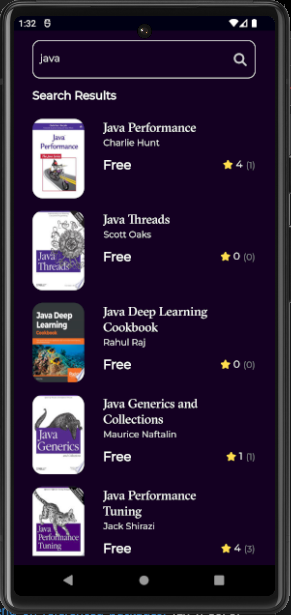 1:32
java
Search Results
Java
Performance
Java Performance
Charlie Hunt
Free
4 (1)
Java
Threads
Java Threads
Scott Oaks
Free
0 (0)
Java Deep
Learning
Cookbook
Java Deep Learning
Cookbook
Rahul Raj
Free
0 (0)
Java
Generics
Java Generics and
Collections
Maurice Naftalin
Free
1 (1)
Java
Performance
Tuning
Java Performance
Tuning
Jack Shirazi
Free
4 (3)